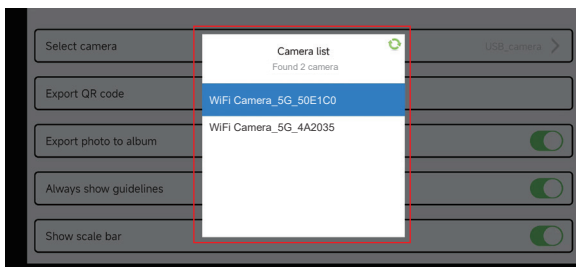 Select camera
USB_camera
Camera list
Found 2 camera
Export QR code
WiFi Camera_5G_50E1C0
WiFi Camera_5G_4A2035
Export photo to album
Always show guidelines
Show scale bar